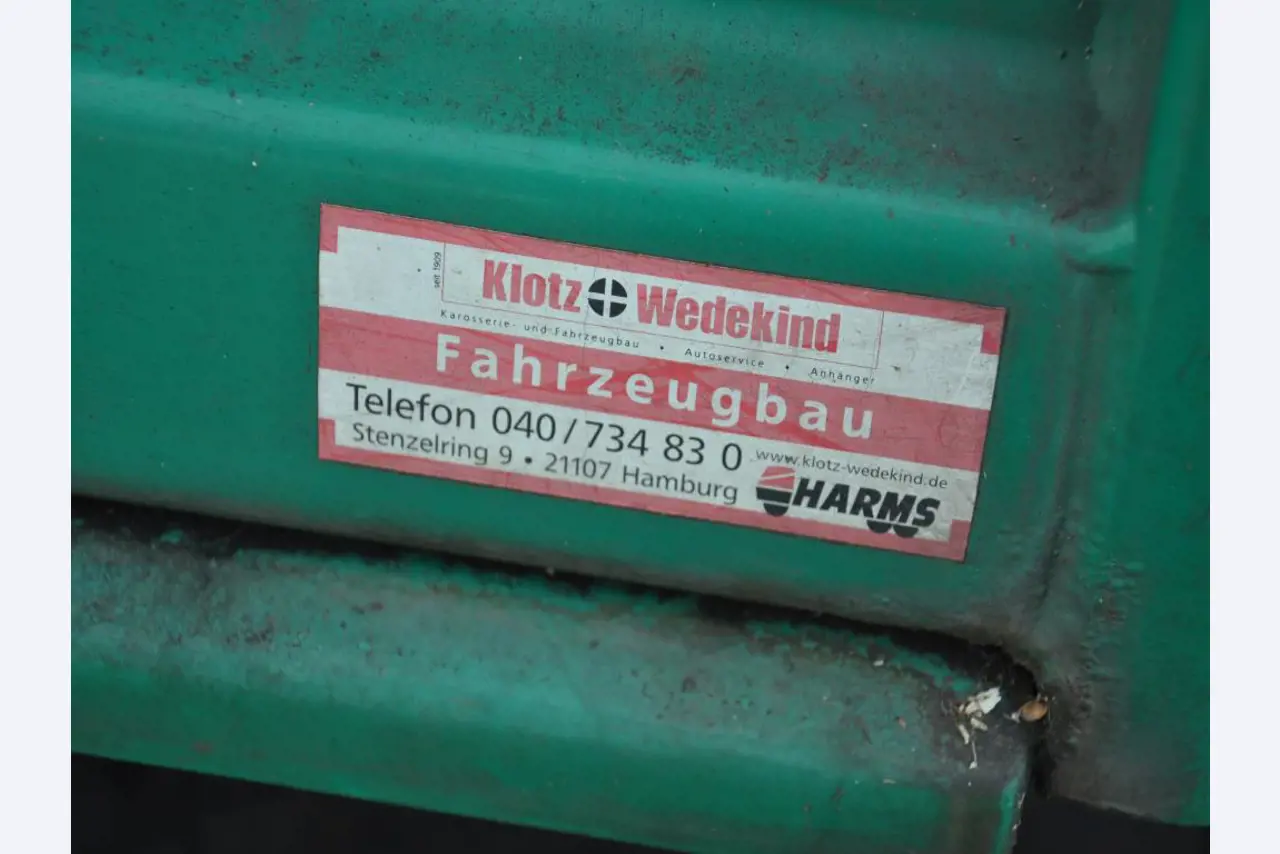 seit 1909
Klotz Wedekind
Karosserie- und Fahrzeugbau • Autoservice • Anhänger
Fahrzeugbau
Telefon 040/734 83 0
www.klotz-wedekind.de
Stenzelring 9 • 21107 Hamburg
HARMS